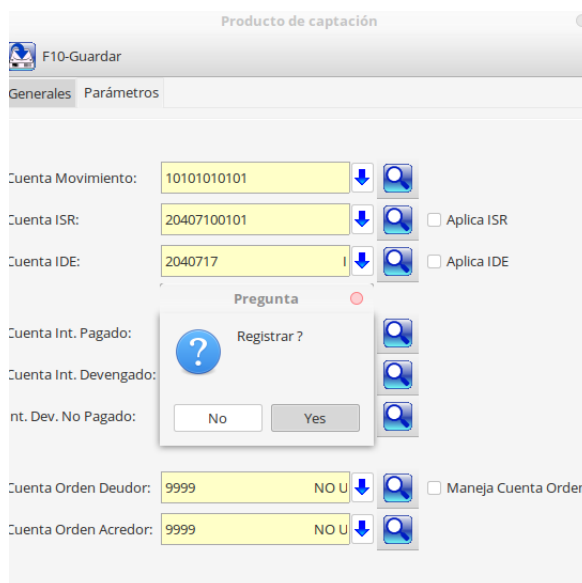 Producto de captación
F10-Guardar
Generales Parámetros
Cuenta Movimiento: 10101010101
Cuenta ISR: 20407100101 Aplica ISR
Cuenta IDE: 2040717 I Aplica IDE
Pregunta
Cuenta Int. Pagado:
Registrar ?
Cuenta Int. Devengado:
nt. Dev. No Pagado:
No Yes
Cuenta Orden Deudor: 9999 NO U Maneja Cuenta Orden
Cuenta Orden Acredor: 9999 NO U